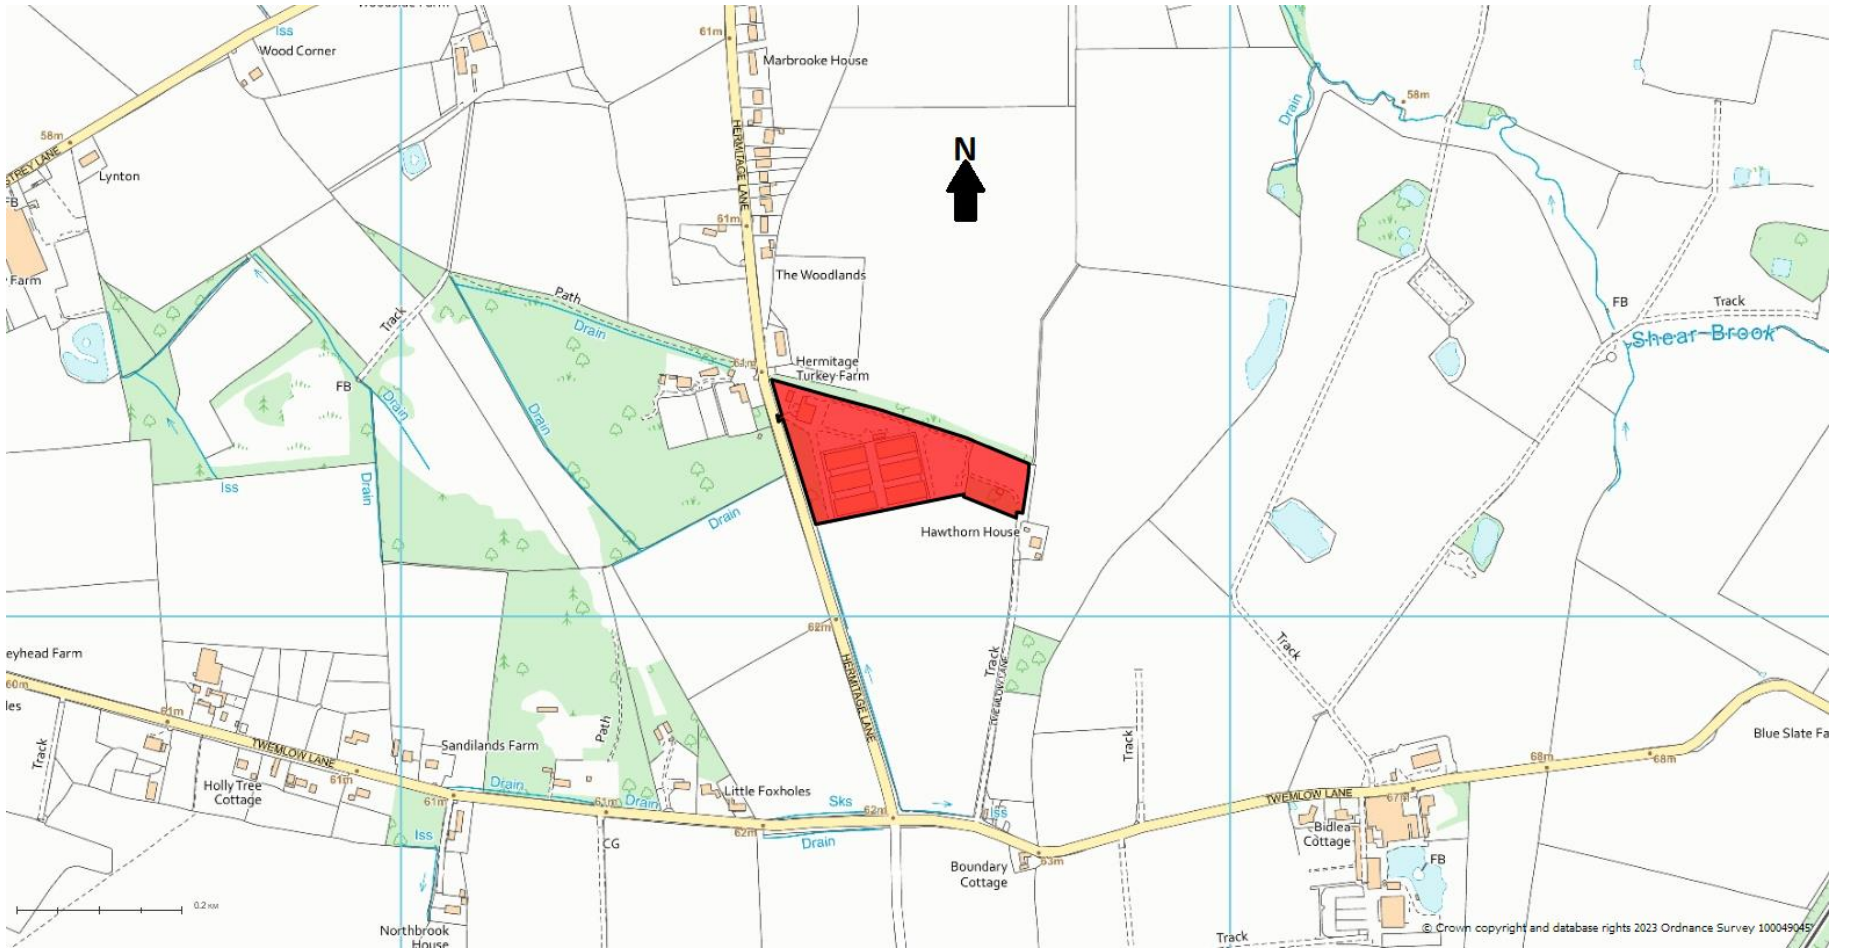 Iss
Wood Corner
61m
Marbrooke House
58m
Drain
58m
STREY LANE
Lynton
HERMITAGE LANE
N
FB
61m
The Woodlands
Farm
Path
Drain
Track
FB
Track
Shear Brook
61m
Hermitage
Turkey Farm
FB
Drain
Drain
Iss
Drain
Drain
Hawthorn House
62m
Track
eyhead Farm
HERMITAGE LANE
Track
TWEMLOW LANE
60m
les
61m
Track
TWEMLOW LANE
Sandilands Farm
Path
Track
Blue Slate Fa
68m
68m
61m
Holly Tree
Cottage
Drain
61m
61m
Drain
Little Foxholes
Sks
62m
Iss
TWEMLOW LANE
67m
Iss
62m
Drain
CG
63m
Bidlea
Cottage
FB
Boundary
Cottage
0.2 KM
Northbrook
House
Track
© Crown copyright and database rights 2023 Ordnance Survey 100049045